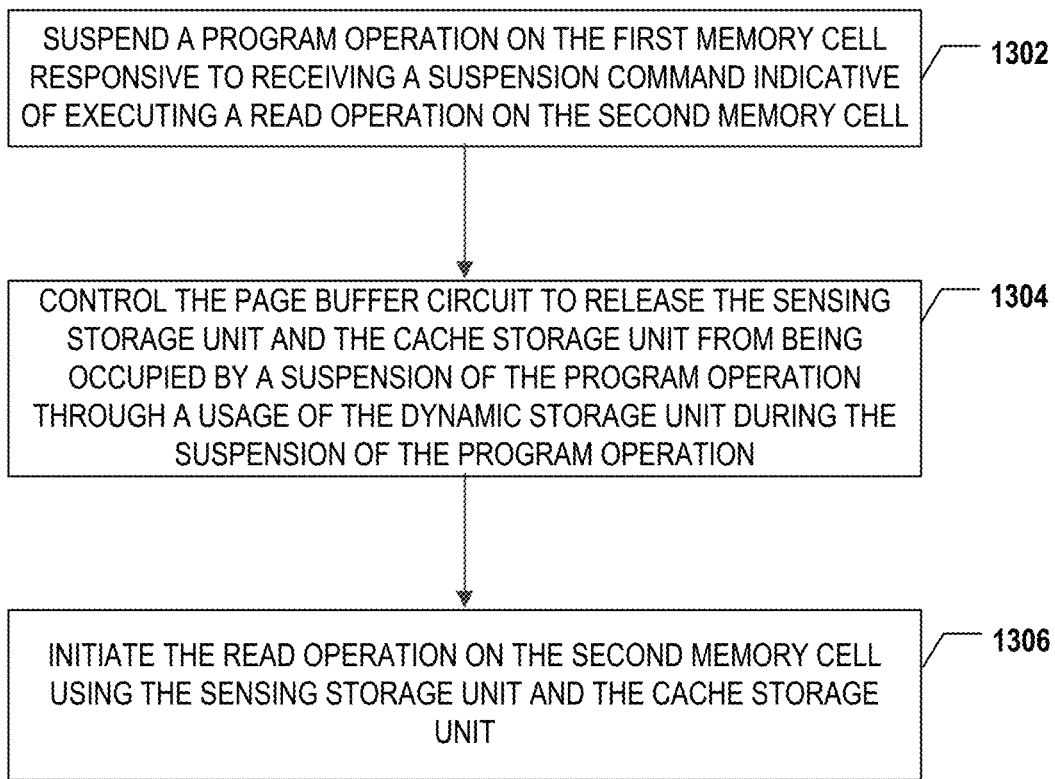 SUSPEND A PROGRAM OPERATION ON THE FIRST MEMORY CELL
RESPONSIVE TO RECEIVING A SUSPENSION COMMAND INDICATIVE
OF EXECUTING A READ OPERATION ON THE SECOND MEMORY CELL
1302
CONTROL THE PAGE BUFFER CIRCUIT TO RELEASE THE SENSING
STORAGE UNIT AND THE CACHE STORAGE UNIT FROM BEING
OCCUPIED BY A SUSPENSION OF THE PROGRAM OPERATION
THROUGH A USAGE OF THE DYNAMIC STORAGE UNIT DURING THE
SUSPENSION OF THE PROGRAM OPERATION
1304
INITIATE THE READ OPERATION ON THE SECOND MEMORY CELL
USING THE SENSING STORAGE UNIT AND THE CACHE STORAGE
UNIT
1306